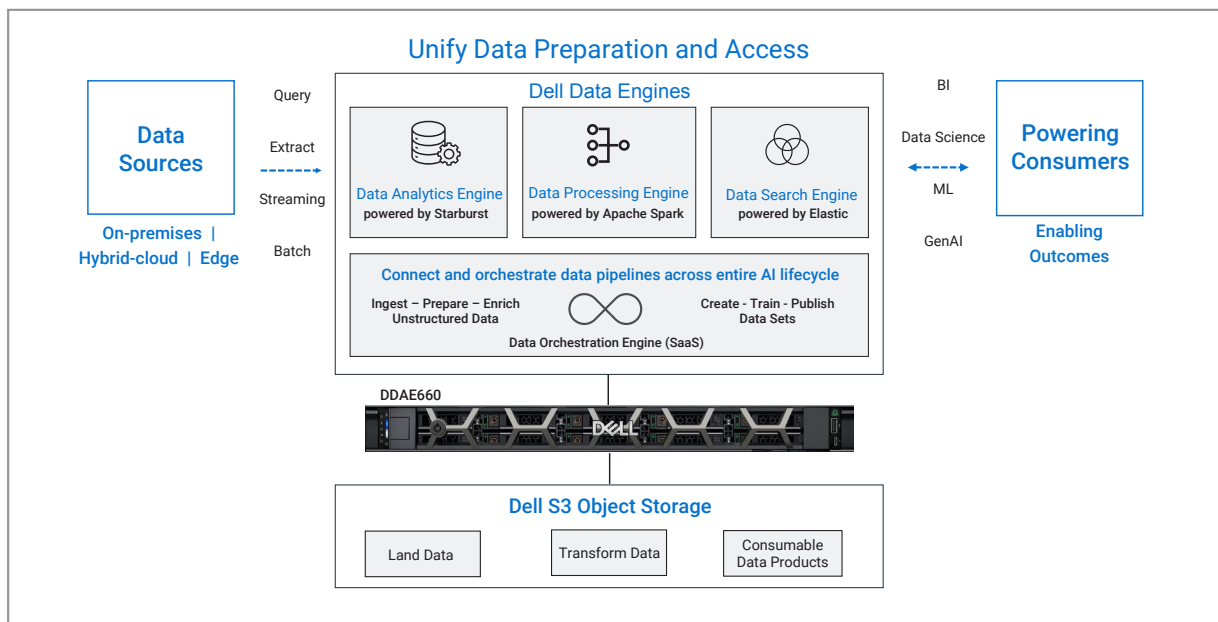 Unify Data Preparation and Access
Data
Sources
On-premises |
Hybrid-cloud | Edge
Query
Extract
Streaming
Batch
Dell Data Engines
Data Analytics Engine
powered by Starburst
Data Processing Engine
powered by Apache Spark
Data Search Engine
powered by Elastic
Connect and orchestrate data pipelines across entire AI lifecycle
Ingest – Prepare – Enrich
Unstructured Data
Create - Train - Publish
Data Sets
Data Orchestration Engine (SaaS)
BI
Data Science
ML
GenAI
Powering
Consumers
Enabling
Outcomes
DDAE660
DELL
Dell S3 Object Storage
Land Data
Transform Data
Consumable
Data Products